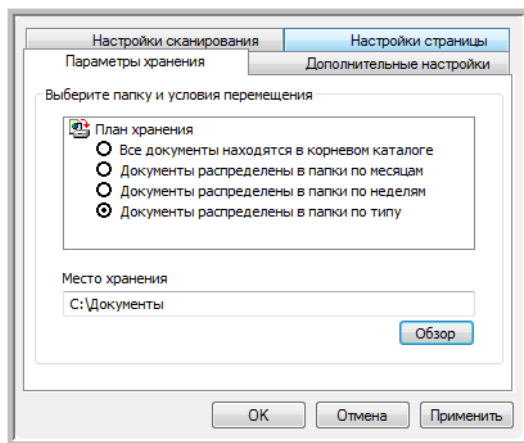 Настройки сканирования
Настройки страницы
Параметры хранения
Дополнительные настройки
Выберите папку и условия перемещения
План хранения
Все документы находятся в корневом каталоге
Документы распределены в папки по месяцам
Документы распределены в папки по неделям
Документы распределены в папки по типу
Место хранения
С:\Документы
Обзор
OK
Отмена
Применить